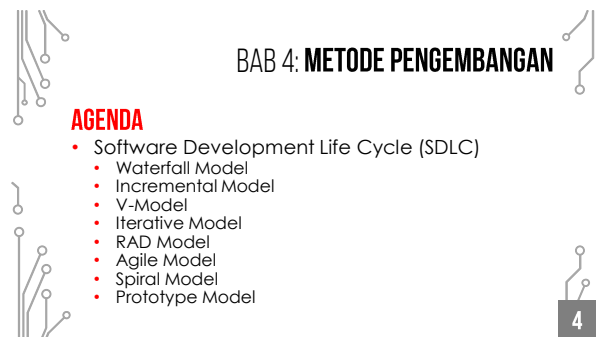 BAB 4: METODE PENGEMBANGAN
AGENDA
• Software Development Life Cycle (SDLC)
• Waterfall Model
• Incremental Model
• V-Model
• Iterative Model
• RAD Model
• Agile Model
• Spiral Model
• Prototype Model
4